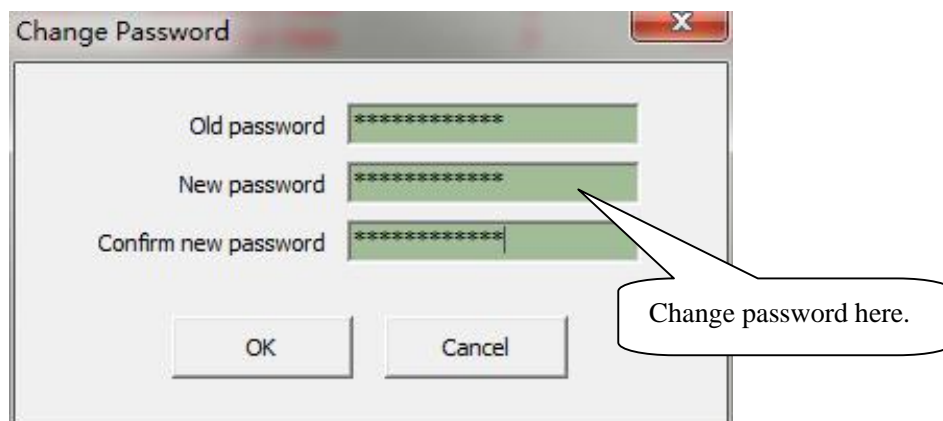 Change Password
Old password ************
New password ************
Confirm new password ************
Change password here.
OK Cancel